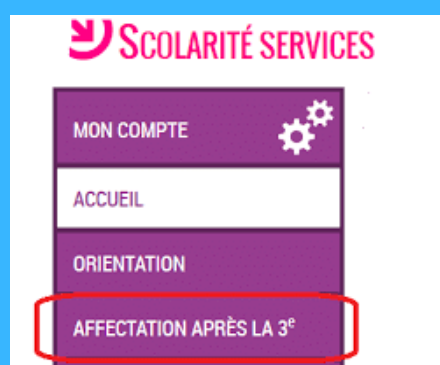 SCOLARITÉ SERVICES
MON COMPTE
ACCUEIL
ORIENTATION
AFFECTATION APRÈS LA 3ᵉ